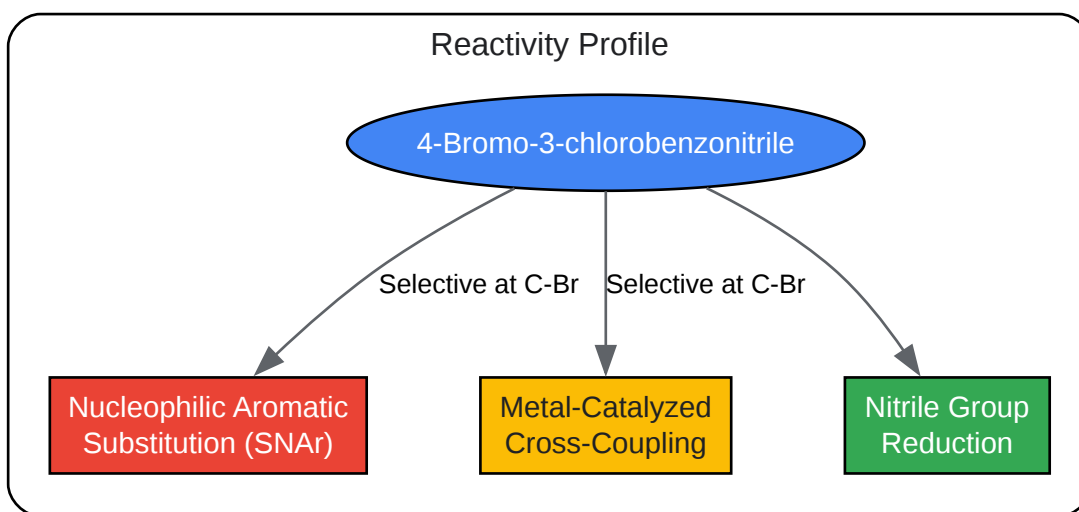 Reactivity Profile
4-Bromo-3-chlorobenzonitrile
Selective at C-Br
Selective at C-Br
Nucleophilic Aromatic
Substitution (SNAr)
Metal-Catalyzed
Cross-Coupling
Nitrile Group
Reduction